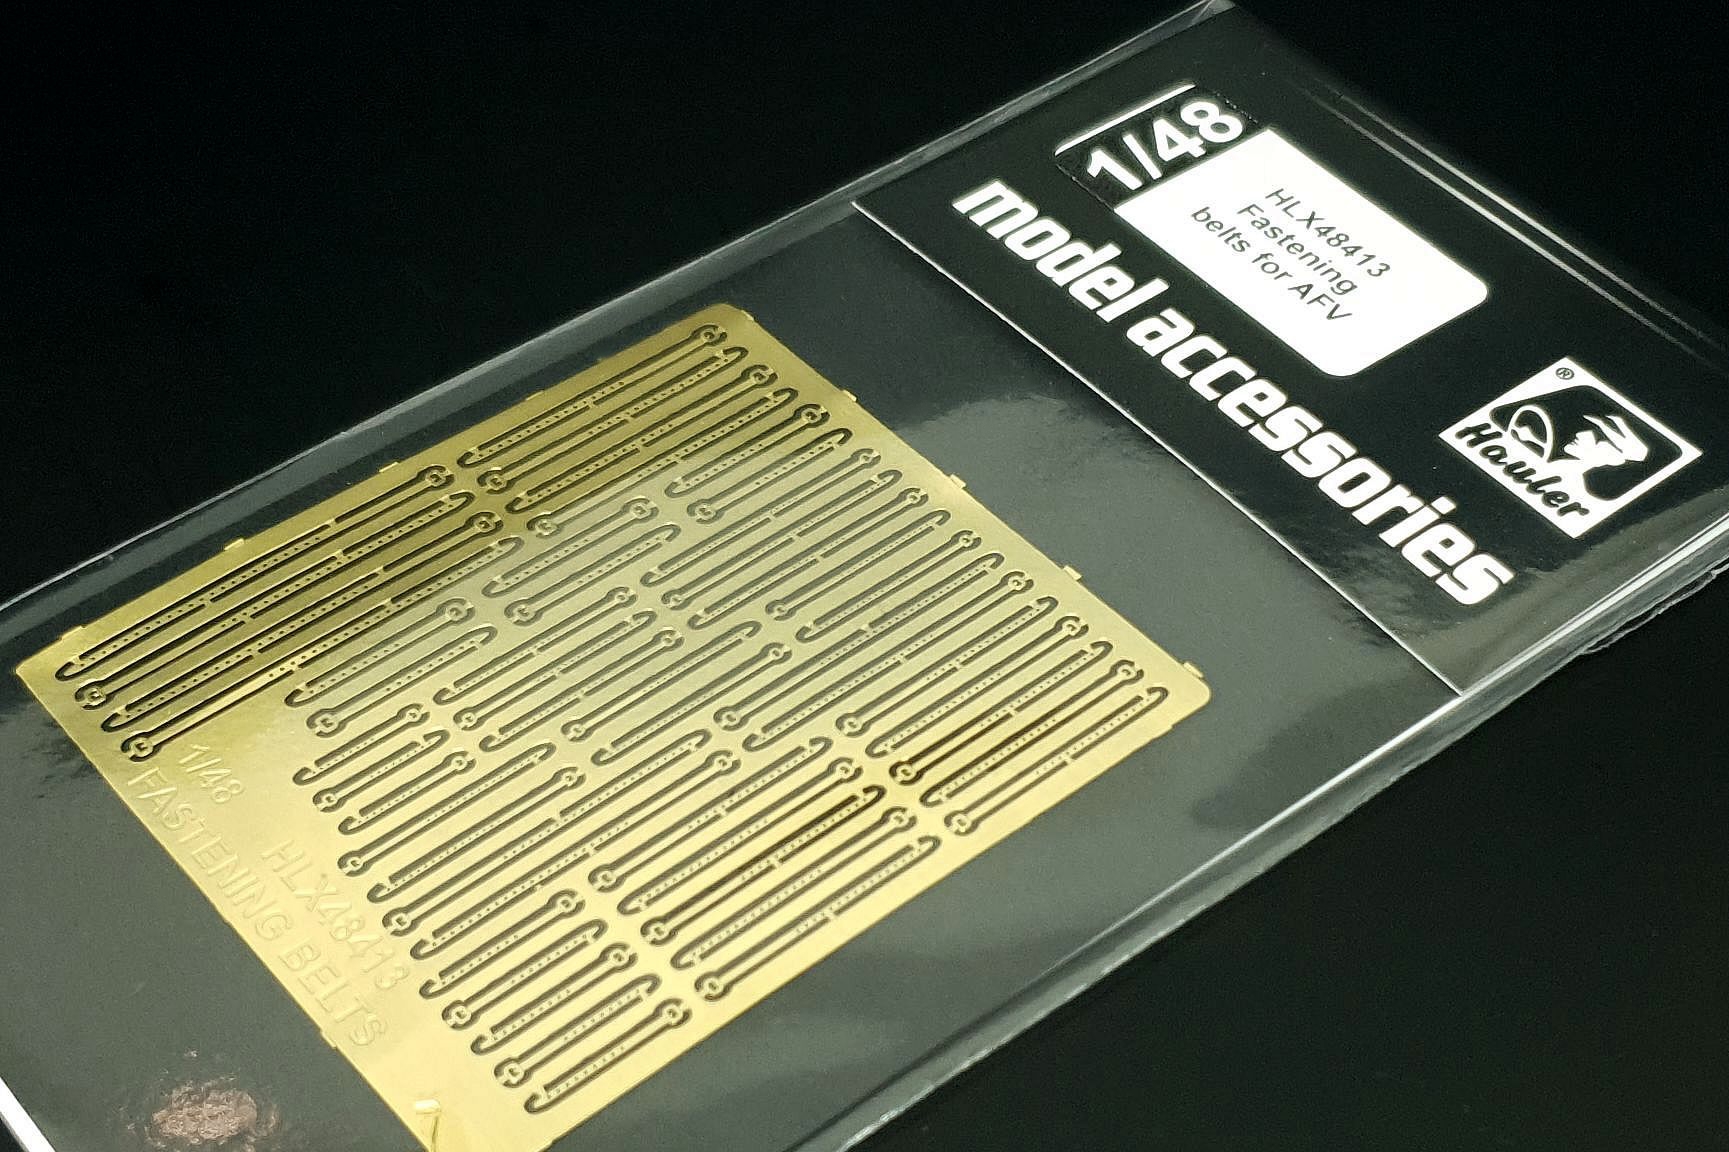 1/48
HLX48413
Fastening
belts for AFV
model accessories
®
Hauler
1/48
HLX48413
FASTENING BELTS